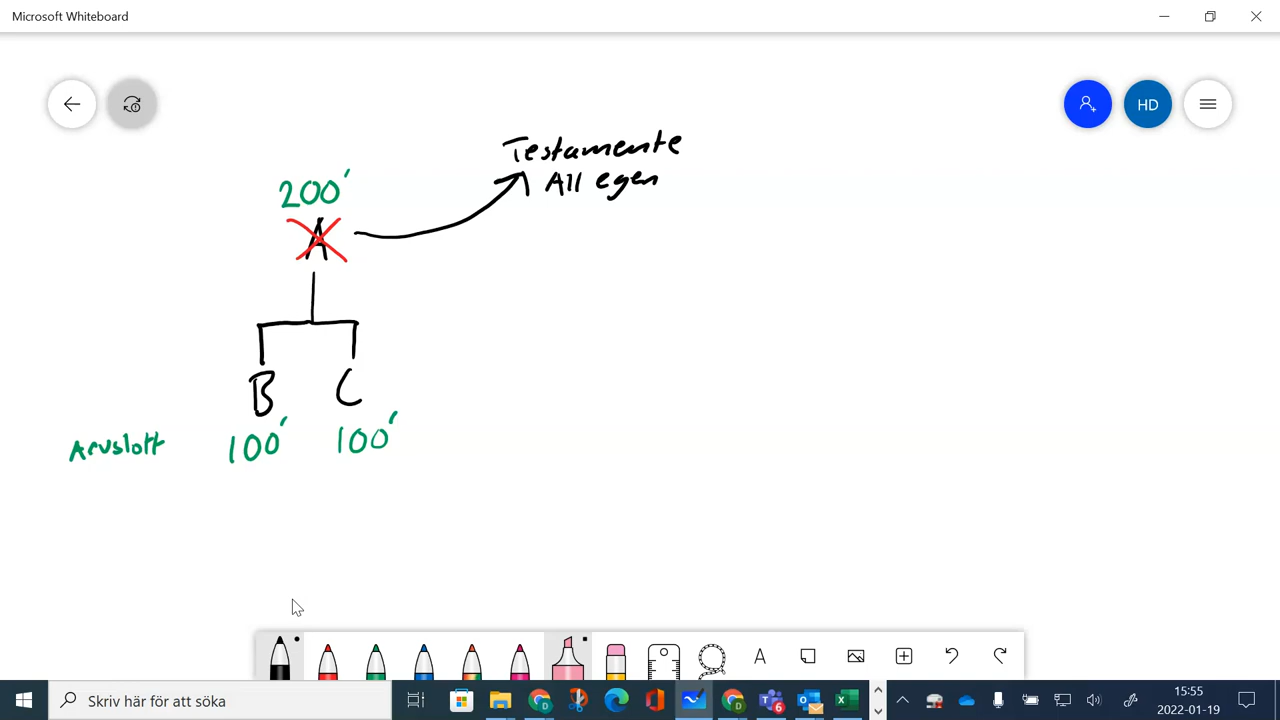 Microsoft Whiteboard
HD
Testamente
All egen
200'
A
B C
Arvslott 100' 100'
A
Skriv här för att söka
15:55
2022-01-19